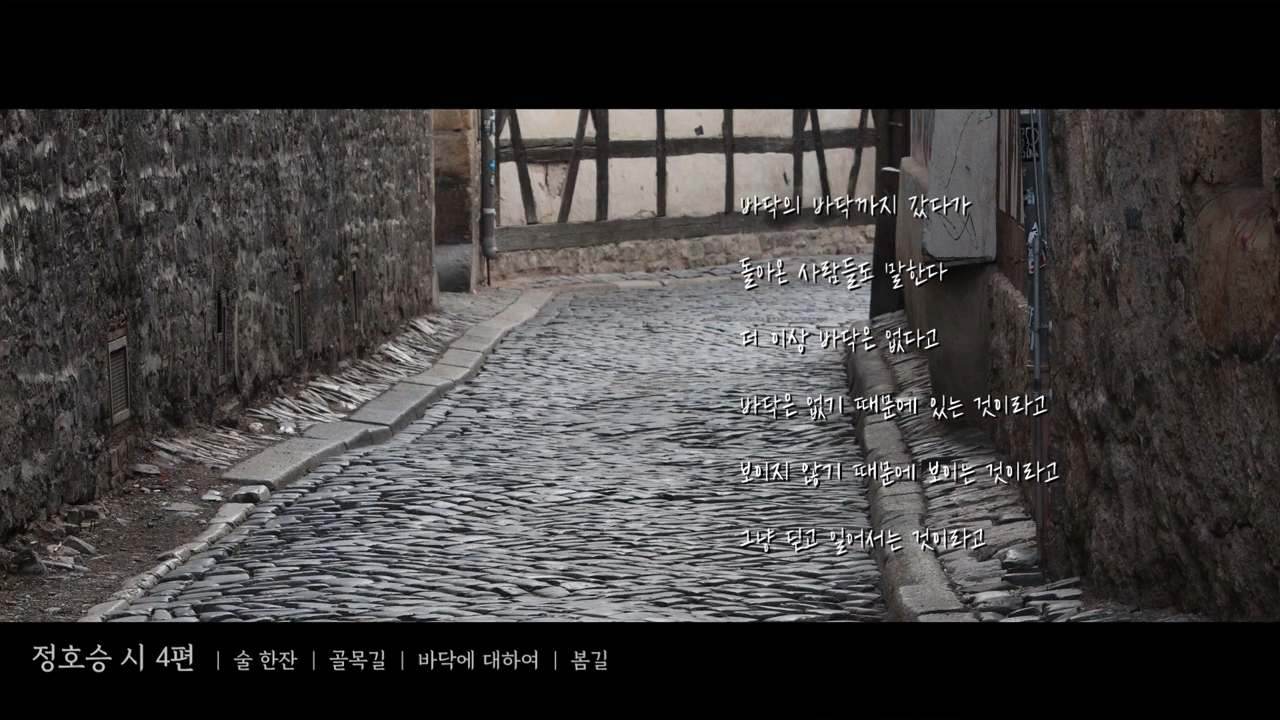 바닥의 바닥까지 갔다가
돌아온 사람들도 말한다
더 이상 바닥은 없다고
바닥은 없기 때문에 있는 것이라고
보이지 않기 때문에 보이는 것이라고
그냥 딛고 일어서는 것이라고
정호승 시 4편 | 술 한잔 | 골목길 | 바닥에 대하여 | 봄길